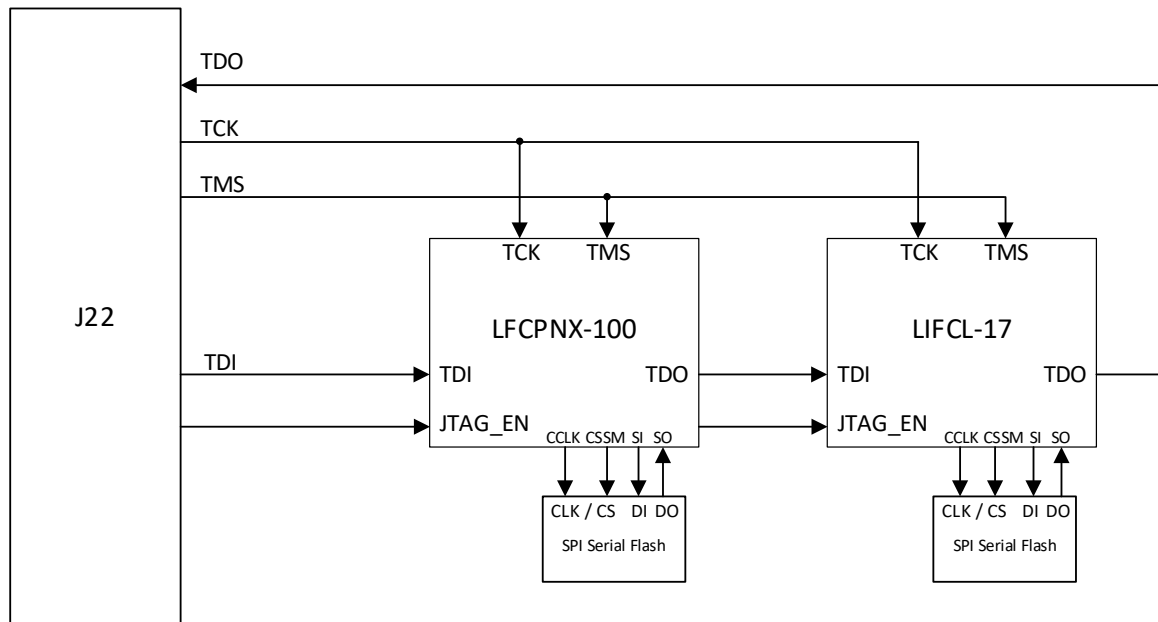 TDO
TCK
TMS
TCK TMS
TCK TMS
J22
LFCPNX-100
LIFCL-17
TDI
TDI
TDO
TDI
TDO
JTAG_EN
JTAG_EN
CCLK CSSM SI SO
CCLK CSSM SI SO
CLK / CS DI DO
CLK / CS DI DO
SPI Serial Flash
SPI Serial Flash